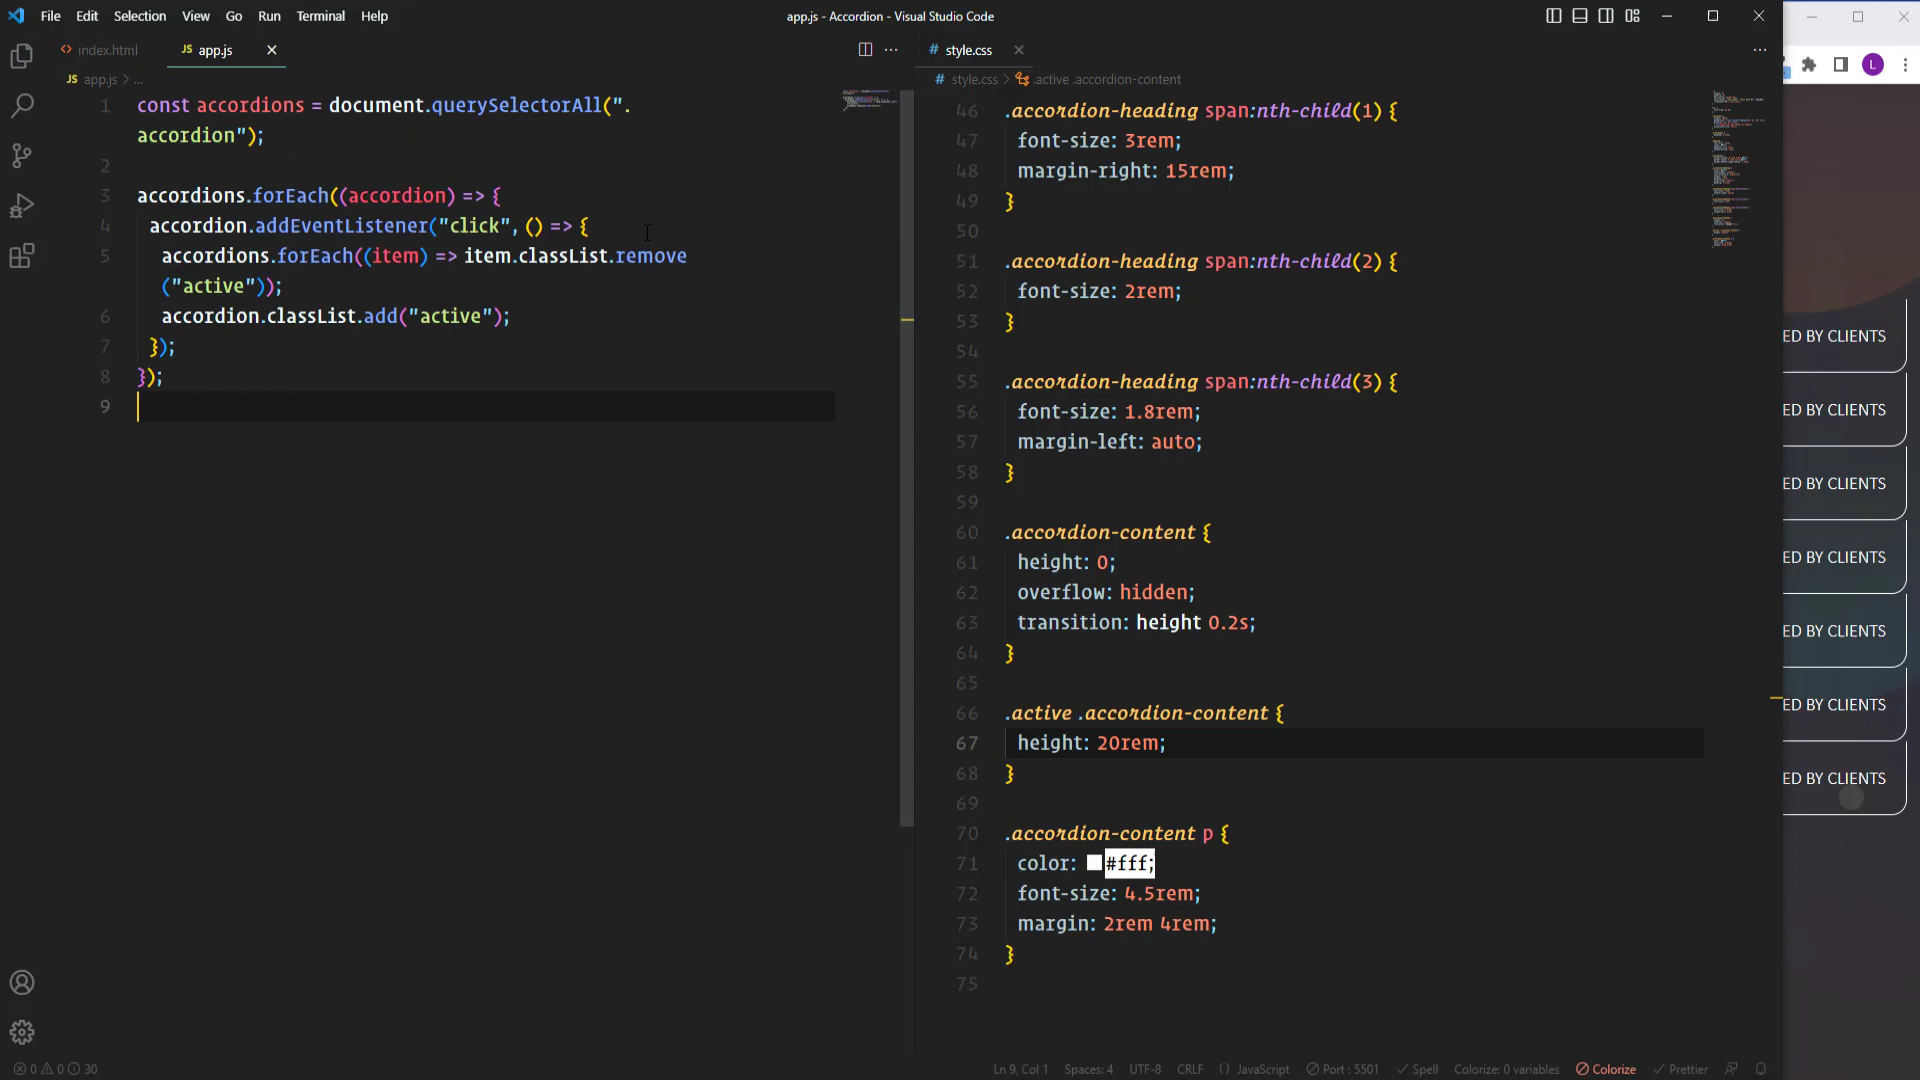 File Edit Selection View Go Run Terminal Help
app.js - Accordion - Visual Studio Code
index.html
JS app.js
# style.css
JS app.js > ...
# style.css > .active .accordion-content
1 const accordions = document.querySelectorAll(".
accordion");
2
3 accordions.forEach((accordion) => {
4 accordion.addEventListener("click", () => {
5 accordions.forEach((item) => item.classList.remove
("active"));
6 accordion.classList.add("active");
7 });
8 });
9
46 .accordion-heading span:nth-child(1) {
47 font-size: 3rem;
48 margin-right: 15rem;
49 }
50
51 .accordion-heading span:nth-child(2) {
52 font-size: 2rem;
53 }
54
55 .accordion-heading span:nth-child(3) {
56 font-size: 1.8rem;
57 margin-left: auto;
58 }
59
60 .accordion-content {
61 height: 0;
62 overflow: hidden;
63 transition: height 0.2s;
64 }
65
66 .active .accordion-content {
67 height: 20rem;
68 }
69
70 .accordion-content p {
71 color: #fff;
72 font-size: 4.5rem;
73 margin: 2rem 4rem;
74 }
75
L
ED BY CLIENTS
ED BY CLIENTS
ED BY CLIENTS
ED BY CLIENTS
ED BY CLIENTS
ED BY CLIENTS
ED BY CLIENTS
0 0 30
Ln 9, Col 1 Spaces: 4 UTF-8 CRLF {} JavaScript Port : 5501 Spell Colorize: 0 variables Colorize Prettier